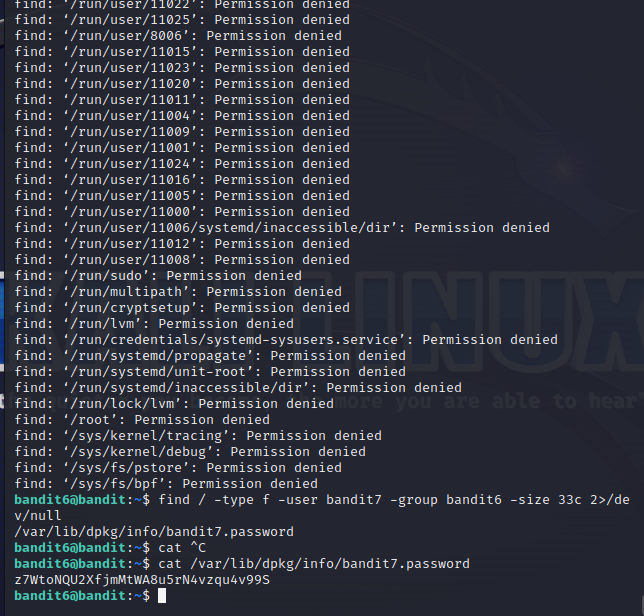 find: ‘/run/user/11022’: Permission denied
find: ‘/run/user/11025’: Permission denied
find: ‘/run/user/8006’: Permission denied
find: ‘/run/user/11015’: Permission denied
find: ‘/run/user/11023’: Permission denied
find: ‘/run/user/11020’: Permission denied
find: ‘/run/user/11011’: Permission denied
find: ‘/run/user/11004’: Permission denied
find: ‘/run/user/11009’: Permission denied
find: ‘/run/user/11001’: Permission denied
find: ‘/run/user/11024’: Permission denied
find: ‘/run/user/11016’: Permission denied
find: ‘/run/user/11005’: Permission denied
find: ‘/run/user/11000’: Permission denied
find: ‘/run/user/11006/systemd/inaccessible/dir’: Permission denied
find: ‘/run/user/11012’: Permission denied
find: ‘/run/user/11008’: Permission denied
find: ‘/run/sudo’: Permission denied
find: ‘/run/multipath’: Permission denied
find: ‘/run/cryptsetup’: Permission denied
find: ‘/run/lvm’: Permission denied
find: ‘/run/credentials/systemd-sysusers.service’: Permission denied
find: ‘/run/systemd/propagate’: Permission denied
find: ‘/run/systemd/unit-root’: Permission denied
find: ‘/run/systemd/inaccessible/dir’: Permission denied
find: ‘/run/lock/lvm’: Permission denied
find: ‘/root’: Permission denied
find: ‘/sys/kernel/tracing’: Permission denied
find: ‘/sys/kernel/debug’: Permission denied
find: ‘/sys/fs/pstore’: Permission denied
find: ‘/sys/fs/bpf’: Permission denied
bandit6@bandit:~$ find / -type f -user bandit7 -group bandit6 -size 33c 2>/de
v/null
/var/lib/dpkg/info/bandit7.password
bandit6@bandit:~$ cat ^C
bandit6@bandit:~$ cat /var/lib/dpkg/info/bandit7.password
z7WtoNQU2XfjmMtWA8u5rN4vzqu4v99S
bandit6@bandit:~$
LINUX
more you are able to hear"